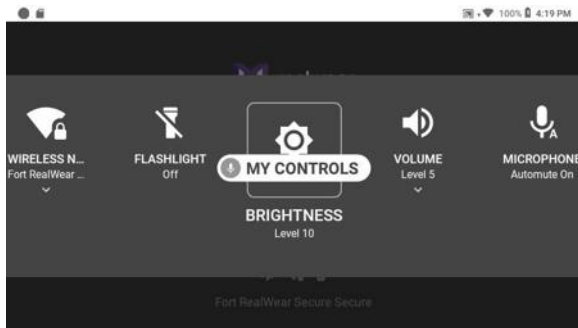 100% 4:19 PM
WIRELESS N...
Fort RealWear ...
FLASHLIGHT
Off
MY CONTROLS
BRIGHTNESS
Level 10
VOLUME
Level 5
MICROPHONE
A
Automute On
Fort RealWear Secure Secure